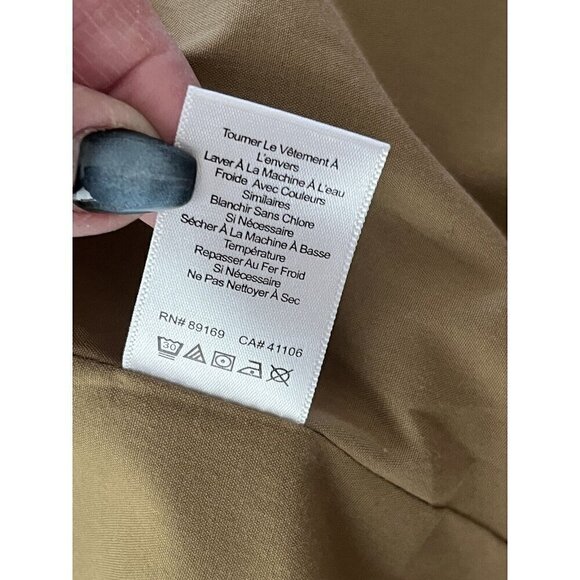 Tourner Le Vêtement À
L'envers
Laver À La Machine À L'eau
Froide Avec Couleurs
Similaires
Blanchir Sans Chlore
Si Nécessaire
Sécher À La Machine À Basse
Température
Repasser Au Fer Froid
Si Nécessaire
Ne Pas Nettoyer À Sec
RN# 89169 CA# 41106
30